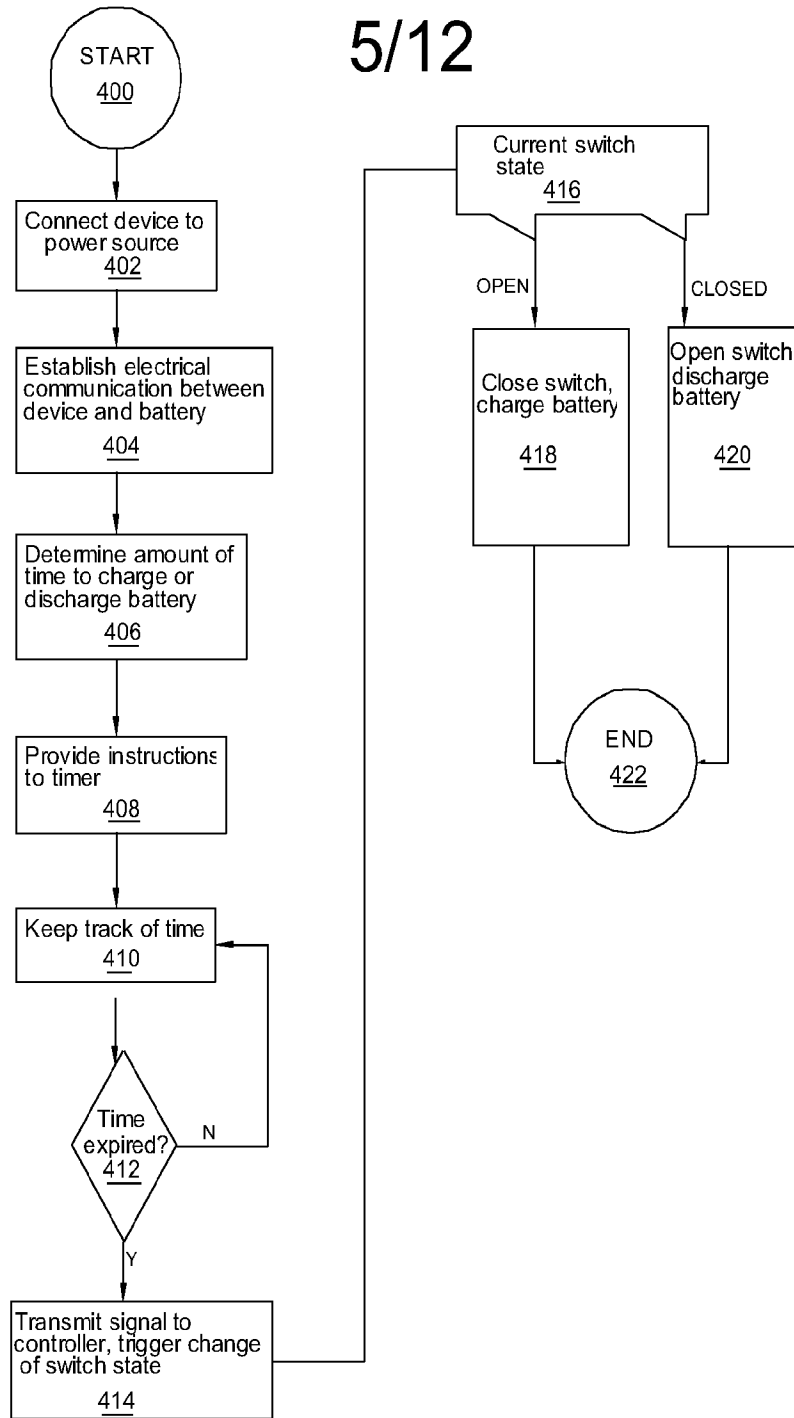 5/12
START
400
Connect device to
power source
402
Establish electrical
communication between
device and battery
404
Determine amount of
time to charge or
discharge battery
406
Provide instructions
to timer
408
Keep track of time
410
Time
expired?
412
N
Y
Transmit signal to
controller, trigger change
of switch state
414
Current switch
state
416
OPEN
CLOSED
Close switch,
charge battery
418
Open switch
discharge
battery
420
END
422